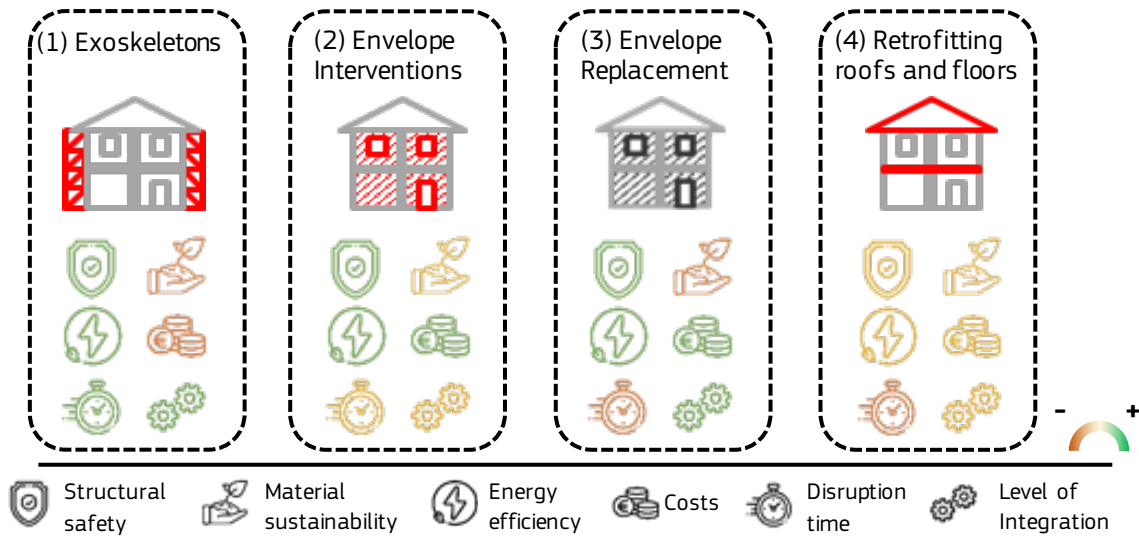 (1) Exoskeletons
(2) Envelope
Interventions
(3) Envelope
Replacement
(4) Retrofitting
roofs and floors
- +
Structural
safety
Material
sustainability
Energy
efficiency
Costs
Disruption
time
Level of
Integration